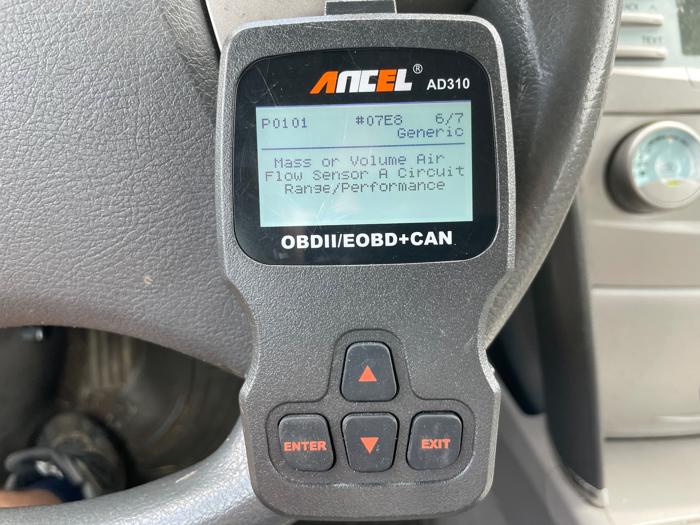 ANCEL®
AD310
P0101 #07E8 6/7
Generic
Mass or Volume Air
Flow Sensor A Circuit
Range/Performance
OBDII/EOBD+CAN
ENTER
EXIT
TEXT